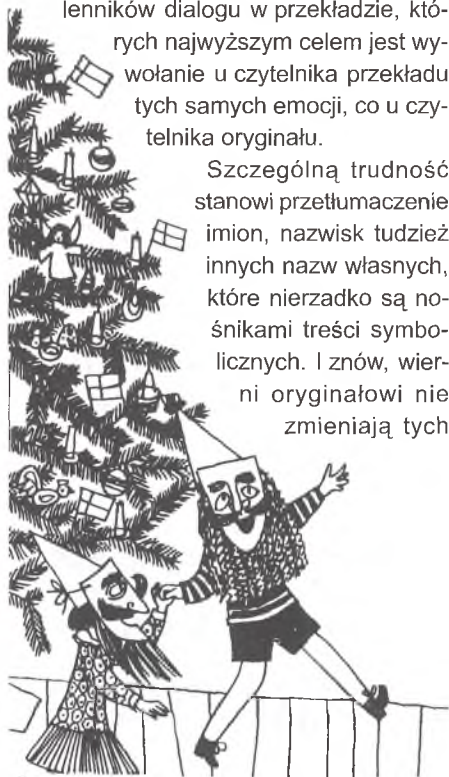 lenników dialogu w przekładzie, któ-
rych najwyższym celem jest wy-
wołanie u czytelnika przekładu
tych samych emocji, co u czy-
telnika oryginału.
Szczególną trudność
stanowi przetłumaczenie
imion, nazwisk tudzież
innych nazw własnych,
które nierzadko są no-
śnikami treści symbo-
licznych. I znów, wier-
ni oryginałowi nie
zmieniają tych